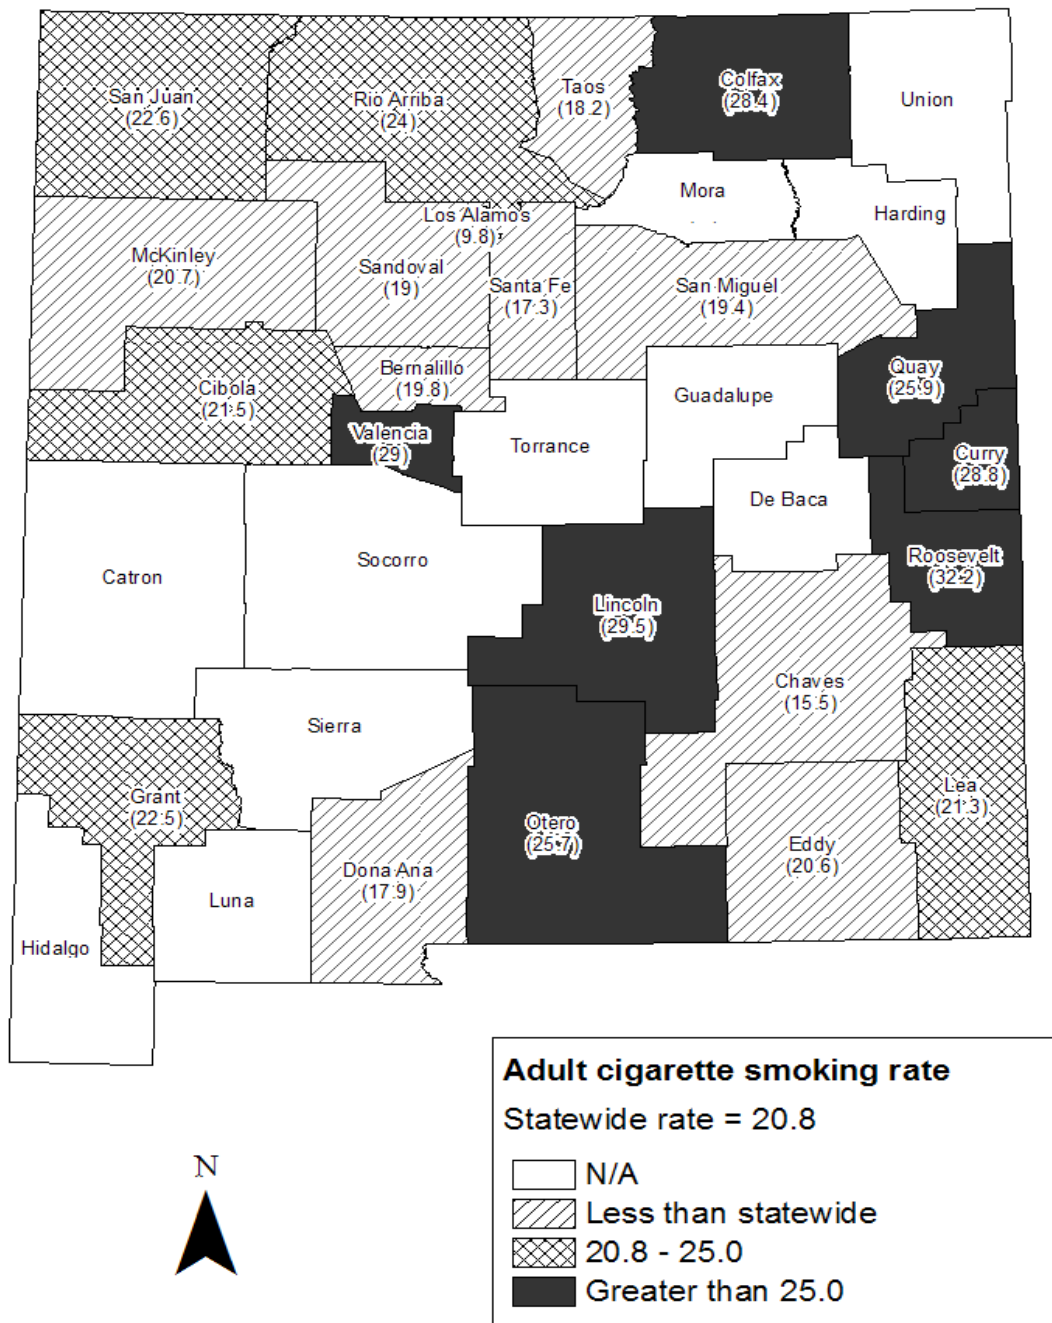 San Juan
(22.6)
Rio Arriba
(24)
Taos
(18.2)
Colfax
(28.4)
Union
Mora
Harding
Los Alamos
(9.8)
McKinley
(20.7)
Sandoval
(19)
Santa Fe
(17.3)
San Miguel
(19.4)
Bernalillo
(19.8)
Cibola
(21.5)
Quay
(25.9)
Guadalupe
Valencia
(29)
Torrance
Curry
(28.8)
De Baca
Catron
Socorro
Roosevelt
(32.2)
Lincoln
(29.5)
Chaves
(15.5)
Sierra
Grant
(22.5)
Lea
(21.3)
Otero
(25.7)
Eddy
(20.6)
Dona Ana
(17.9)
Luna
Hidalgo
Adult cigarette smoking rate
Statewide rate = 20.8
N/A
Less than statewide
20.8 - 25.0
Greater than 25.0
N